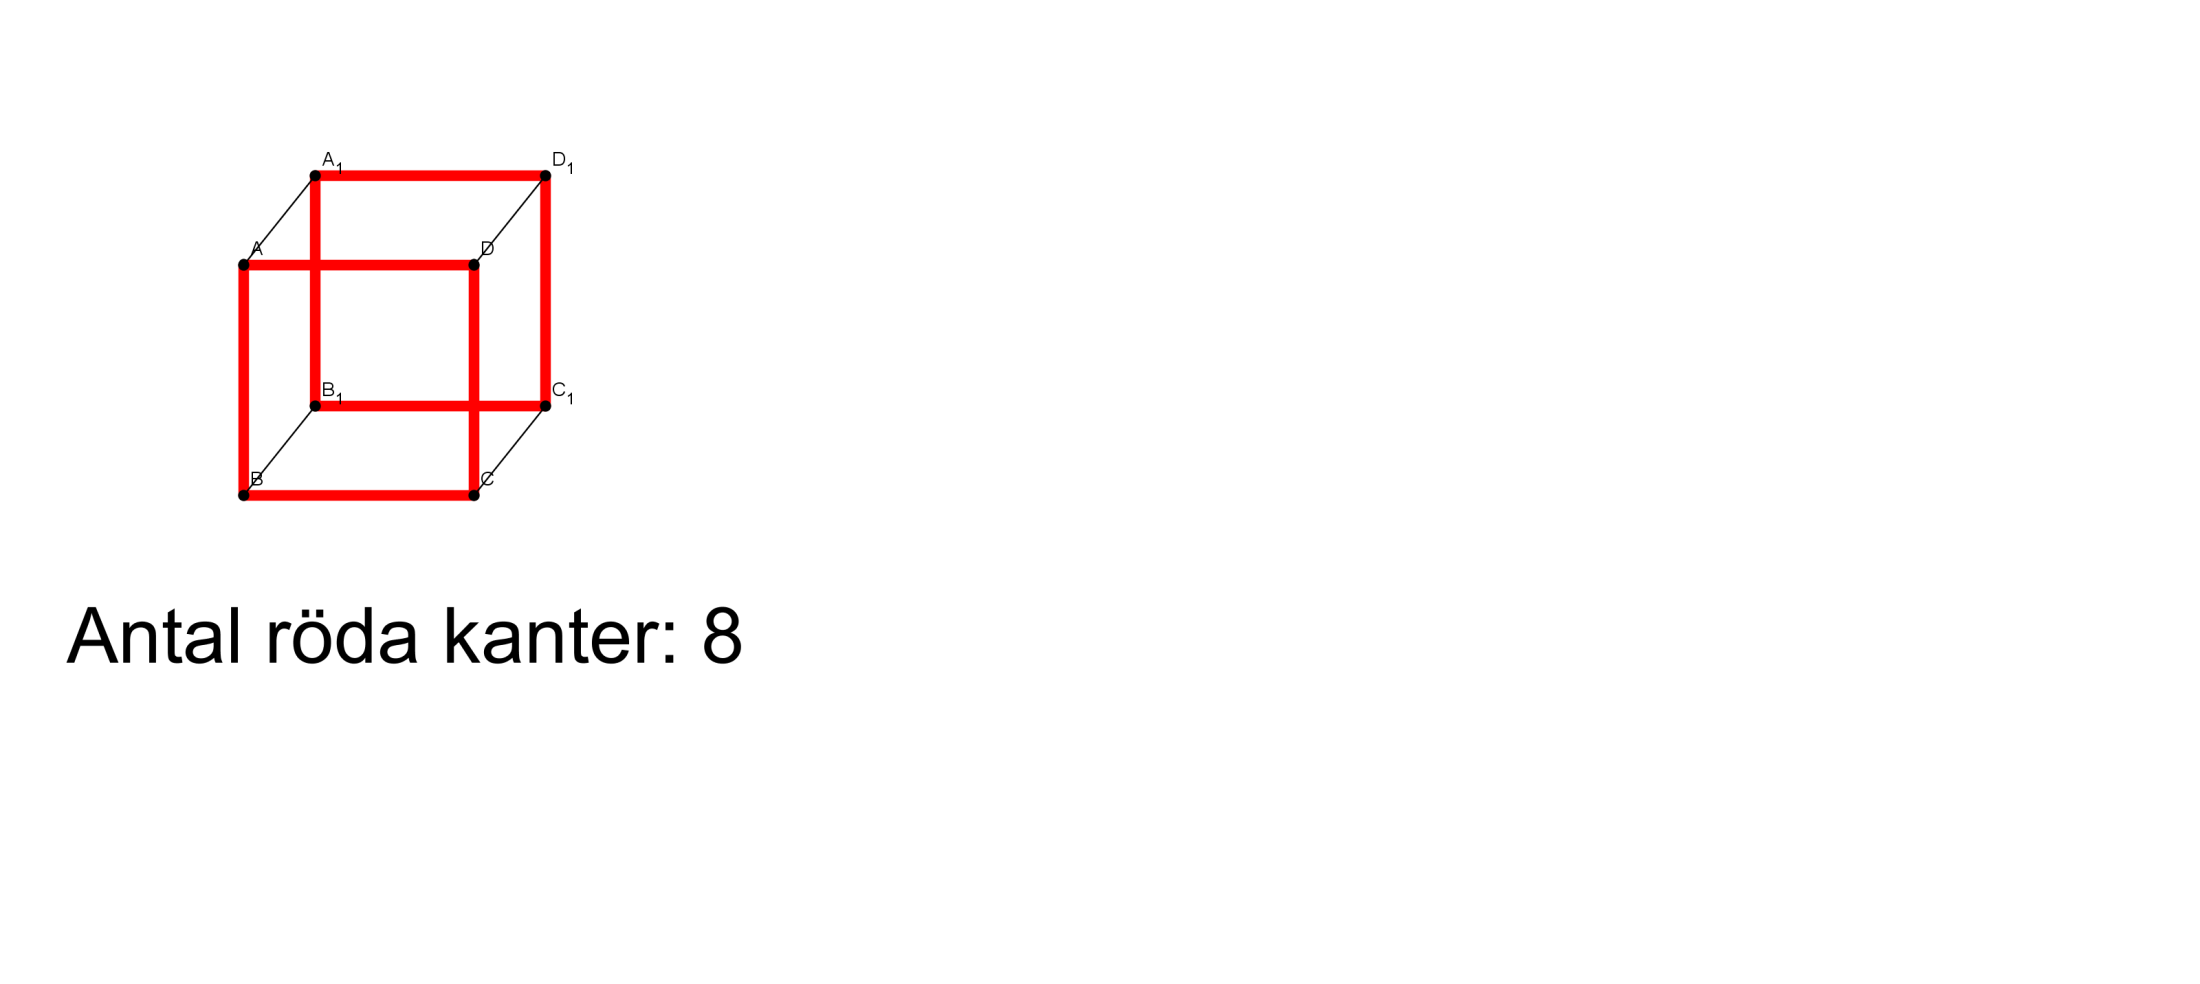 A₁ D₁
A D
B₁ C₁
B C
Antal röda kanter: 8